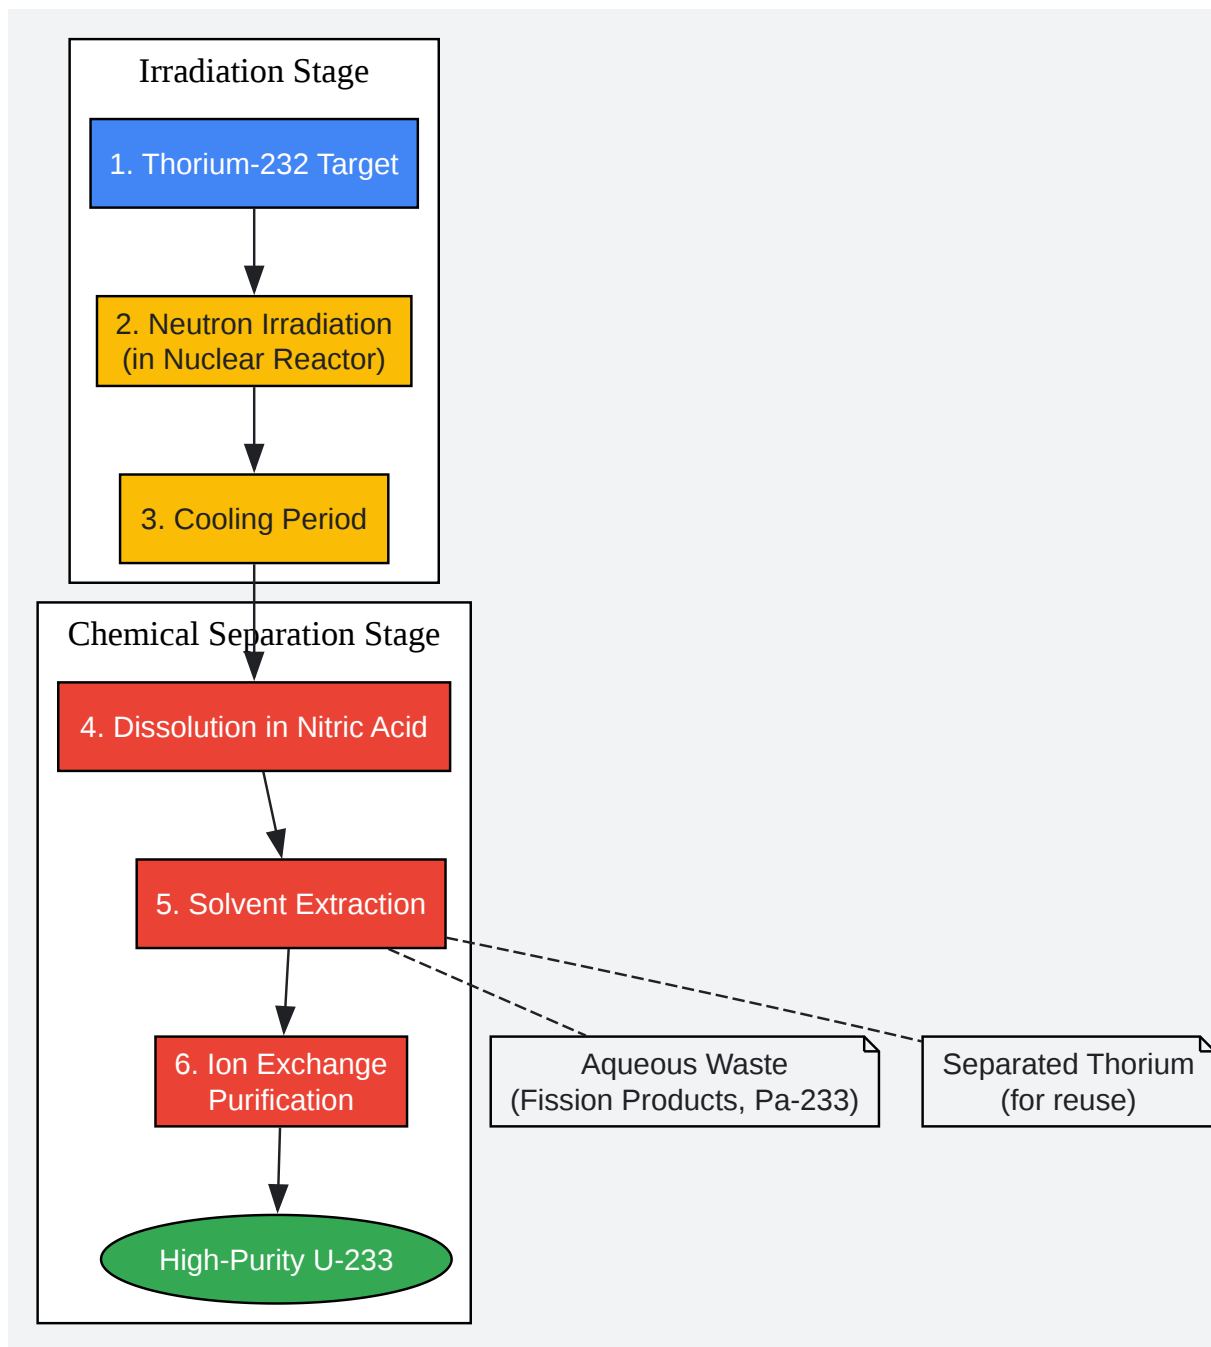 Irradiation Stage
1. Thorium-232 Target
2. Neutron Irradiation
(in Nuclear Reactor)
3. Cooling Period
Chemical Separation Stage
4. Dissolution in Nitric Acid
5. Solvent Extraction
6. Ion Exchange
Purification
Aqueous Waste
(Fission Products, Pa-233)
Separated Thorium
(for reuse)
High-Purity U-233